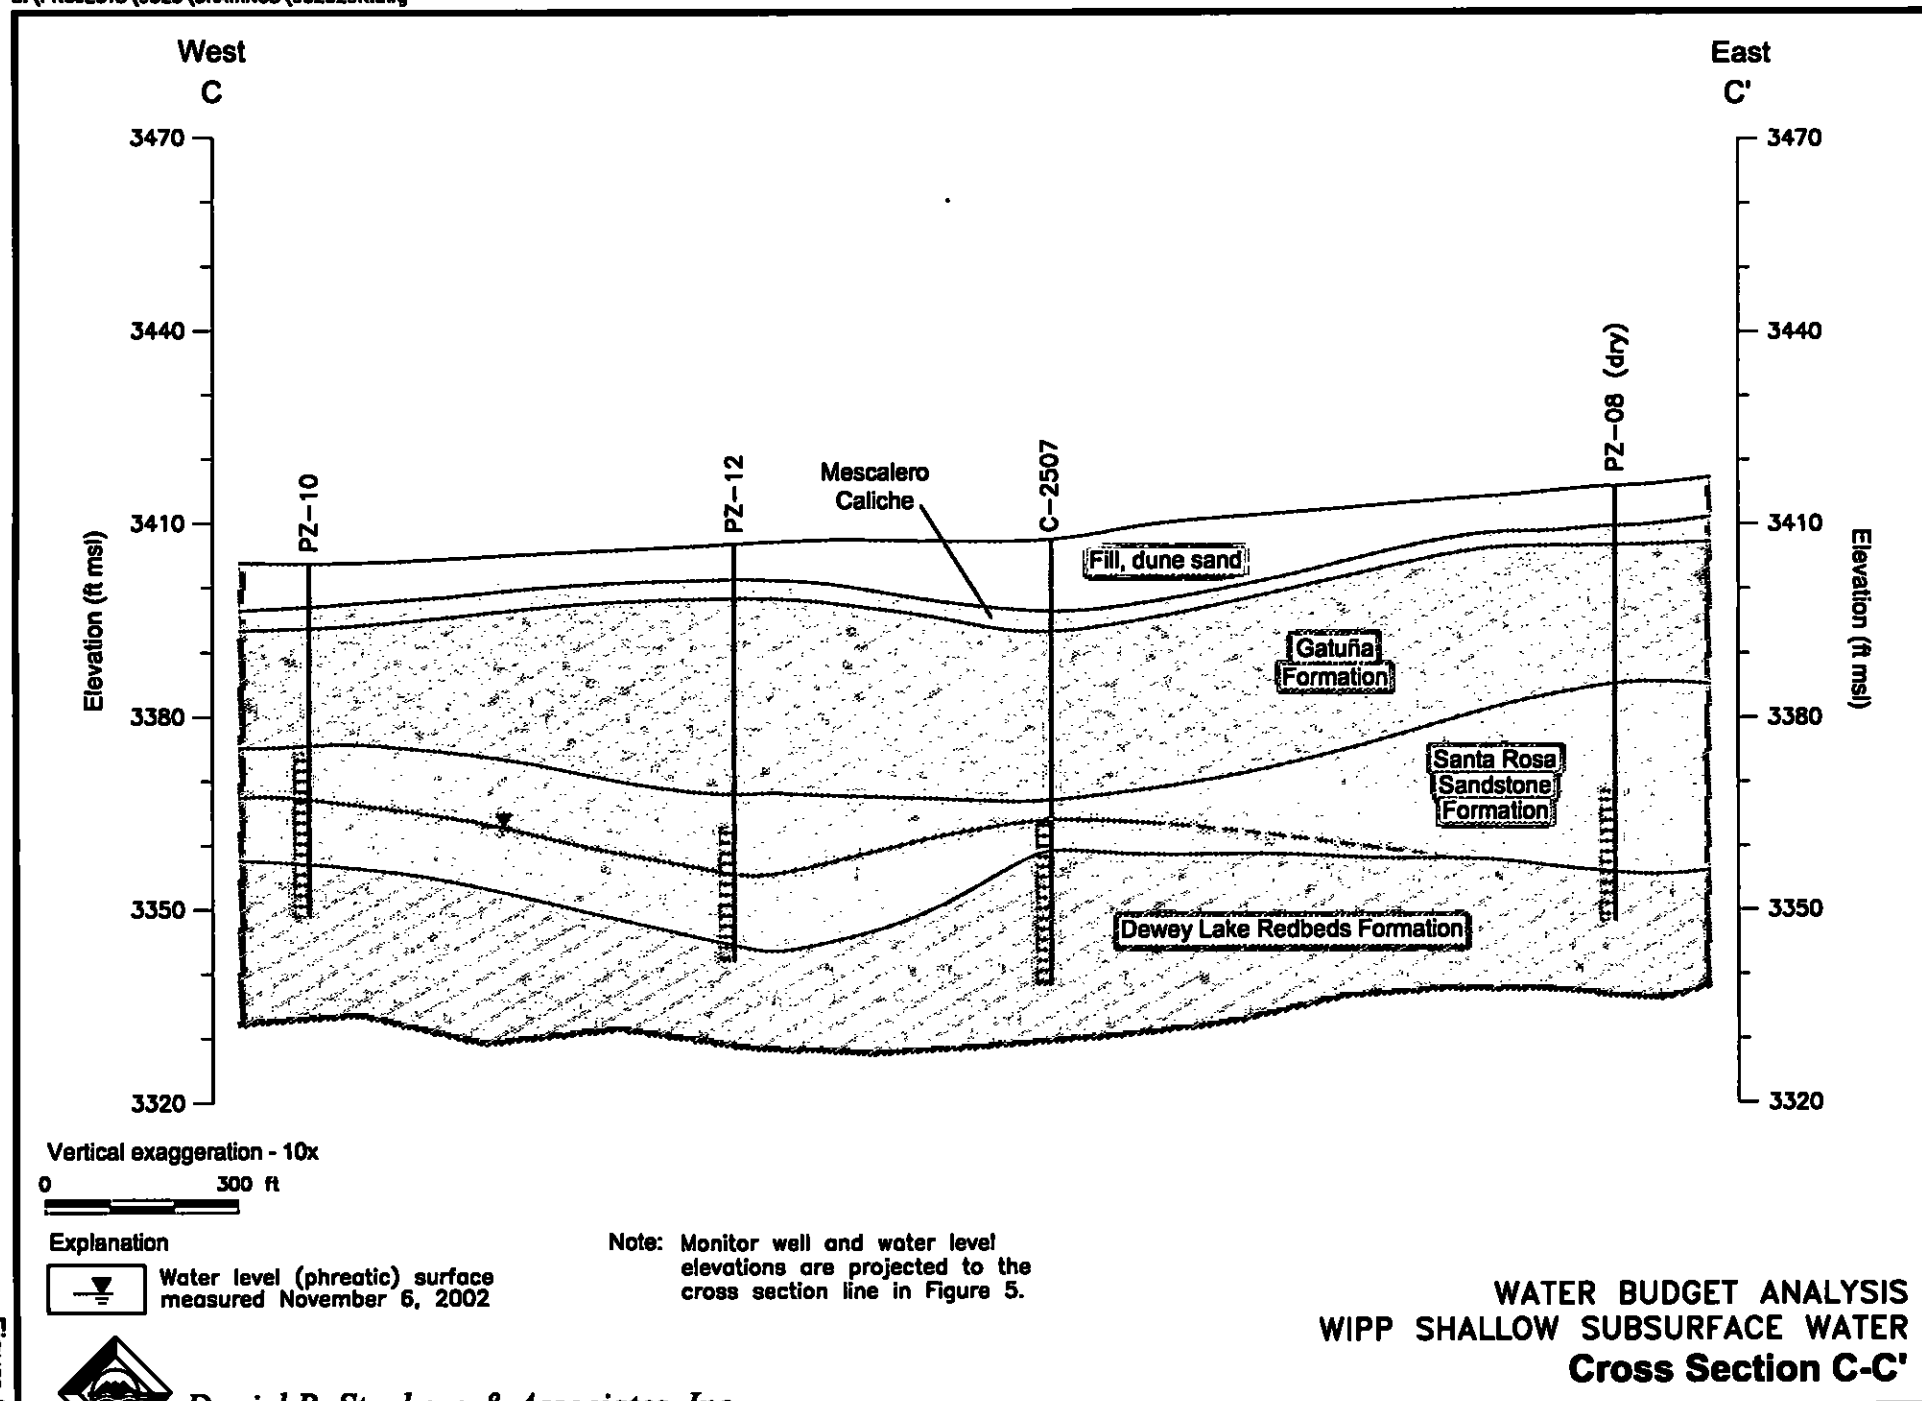 West
C
East
C'
3470
3440
3410
3380
3350
3320
Elevation (ft msl)
3470
3440
3410
3380
3350
3320
Elevation (ft msl)
PZ-10
PZ-12
C-2507
PZ-08 (dry)
Mescalero
Caliche
Fill, dune sand
Gatuña
Formation
Santa Rosa
Sandstone
Formation
Dewey Lake Redbeds Formation
Vertical exaggeration - 10x
0 300 ft
Explanation
Water level (phreatic) surface
measured November 6, 2002
Note: Monitor well and water level
elevations are projected to the
cross section line in Figure 5.
WATER BUDGET ANALYSIS
WIPP SHALLOW SUBSURFACE WATER
Cross Section C-C'